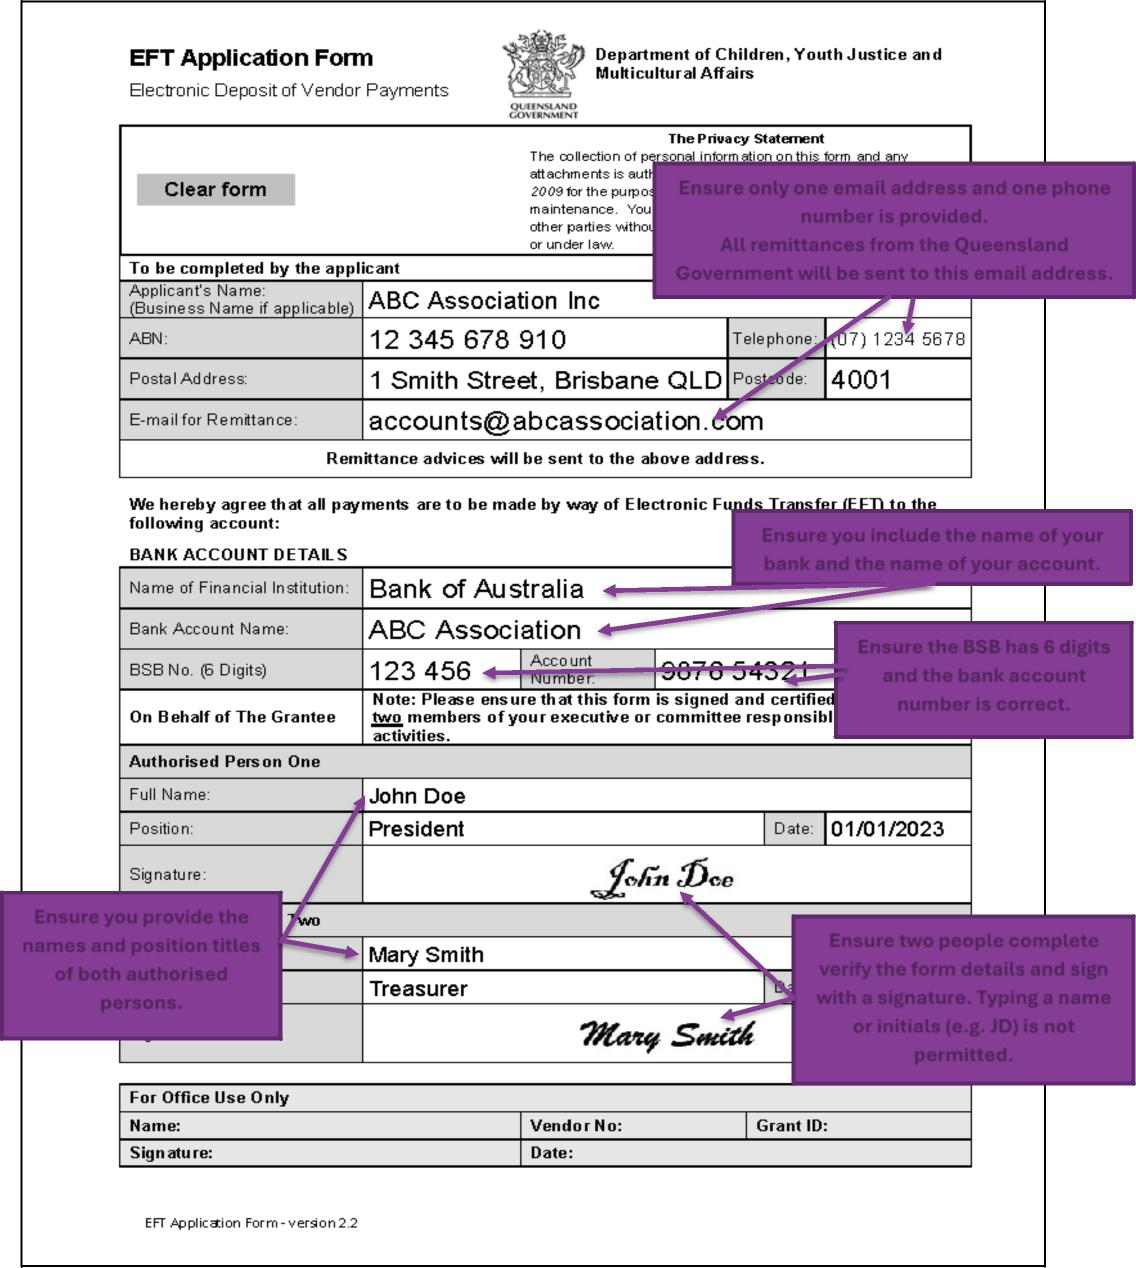 EFT Application Form
Electronic Deposit of Vendor Payments
QUEENSLAND
GOVERNMENT
Department of Children, Youth Justice and
Multicultural Affairs
Clear form
The Privacy Statement
The collection of personal information on this form and any
attachments is auth
2009 for the purpos
maintenance. You
other parties withou
or under law.
Ensure only one email address and one phone
number is provided.
All remittances from the Queensland
Government will be sent to this email address.
To be completed by the applicant
Applicant's Name:
(Business Name if applicable)
ABC Association Inc
ABN:
12 345 678 910
Telephone:
(07) 1234 5678
Postal Address:
1 Smith Street, Brisbane QLD
Postcode:
4001
E-mail for Remittance:
accounts@abcassociation.com
Remittance advices will be sent to the above address.
We hereby agree that all payments are to be made by way of Electronic Funds Transfer (EFT) to the
following account:
Ensure you include the name of your
bank and the name of your account.
BANK ACCOUNT DETAILS
Name of Financial Institution:
Bank of Australia
Bank Account Name:
ABC Association
BSB No. (6 Digits)
123 456
Account
Number:
9876 54321
Ensure the BSB has 6 digits
and the bank account
number is correct.
On Behalf of The Grantee
Note: Please ensure that this form is signed and certified
two members of your executive or committee responsibl
activities.
Authorised Person One
Full Name:
John Doe
Position:
President
Date:
01/01/2023
Signature:
John Doe
Ensure you provide the
names and position titles
of both authorised
persons.
Two
Mary Smith
Treasurer
Mary Smith
Ensure two people complete
verify the form details and sign
with a signature. Typing a name
or initials (e.g. JD) is not
permitted.
For Office Use Only
Name:
Vendor No:
Grant ID:
Signature:
Date:
EFT Application Form - version 2.2